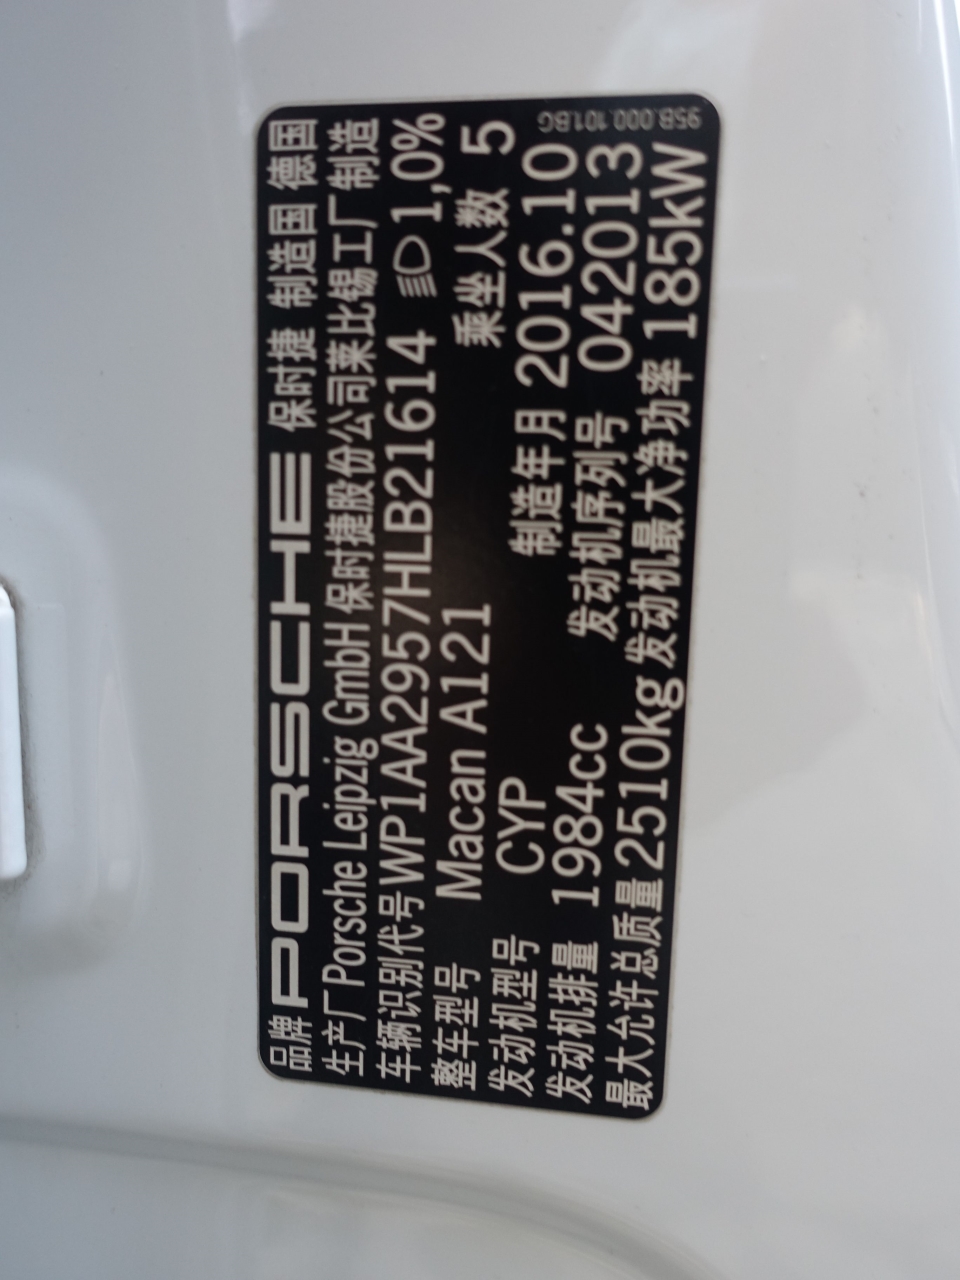 品牌 PORSCHE 保时捷 制造国 德国
生产厂 Porsche Leipzig GmbH 保时捷股份公司莱比锡工厂制造
车辆识别代号 WP1AA2957HLB21614 1,0%
整车型号 Macan A121 乘坐人数 5
发动机型号 CYP 制造年月 2016.10
发动机排量 1984cc 发动机序列号 042013
最大允许总质量 2510kg 发动机最大净功率 185kW
95B.000.101.BG